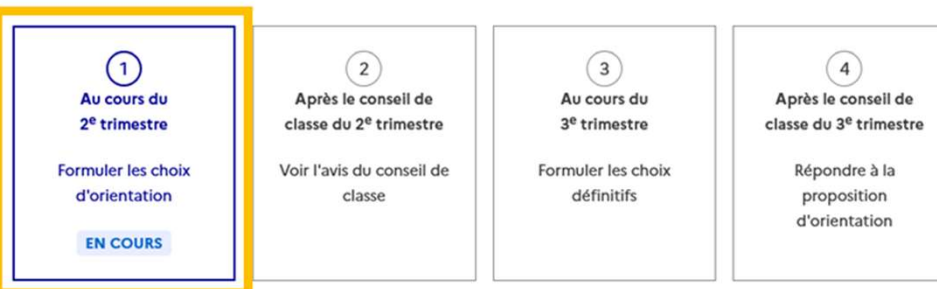 1
Au cours du
2e trimestre
Formuler les choix
d'orientation
EN COURS
2
Après le conseil de
classe du 2e trimestre
Voir l'avis du conseil de
classe
3
Au cours du
3e trimestre
Formuler les choix
définitifs
4
Après le conseil de
classe du 3e trimestre
Répondre à la
proposition
d'orientation